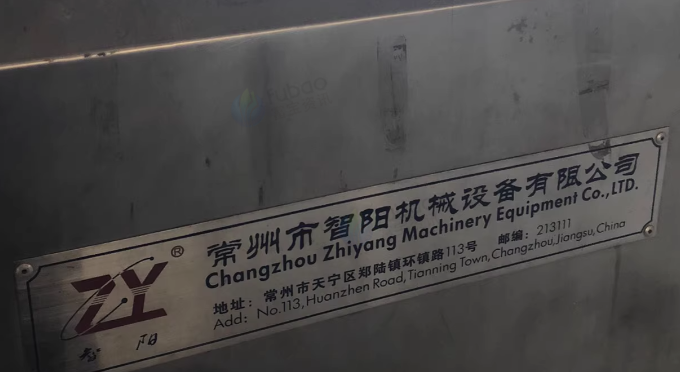 常州市智阳机械设备有限公司
Changzhou Zhiyang Machinery Equipment Co.,LTD.
地址：常州市天宁区郑陆镇环镇路113号 邮编：213111
Add: No.113,Huanzhen Road,Tianning Town,Changzhou,Jiangsu,China
ZY®
智阳